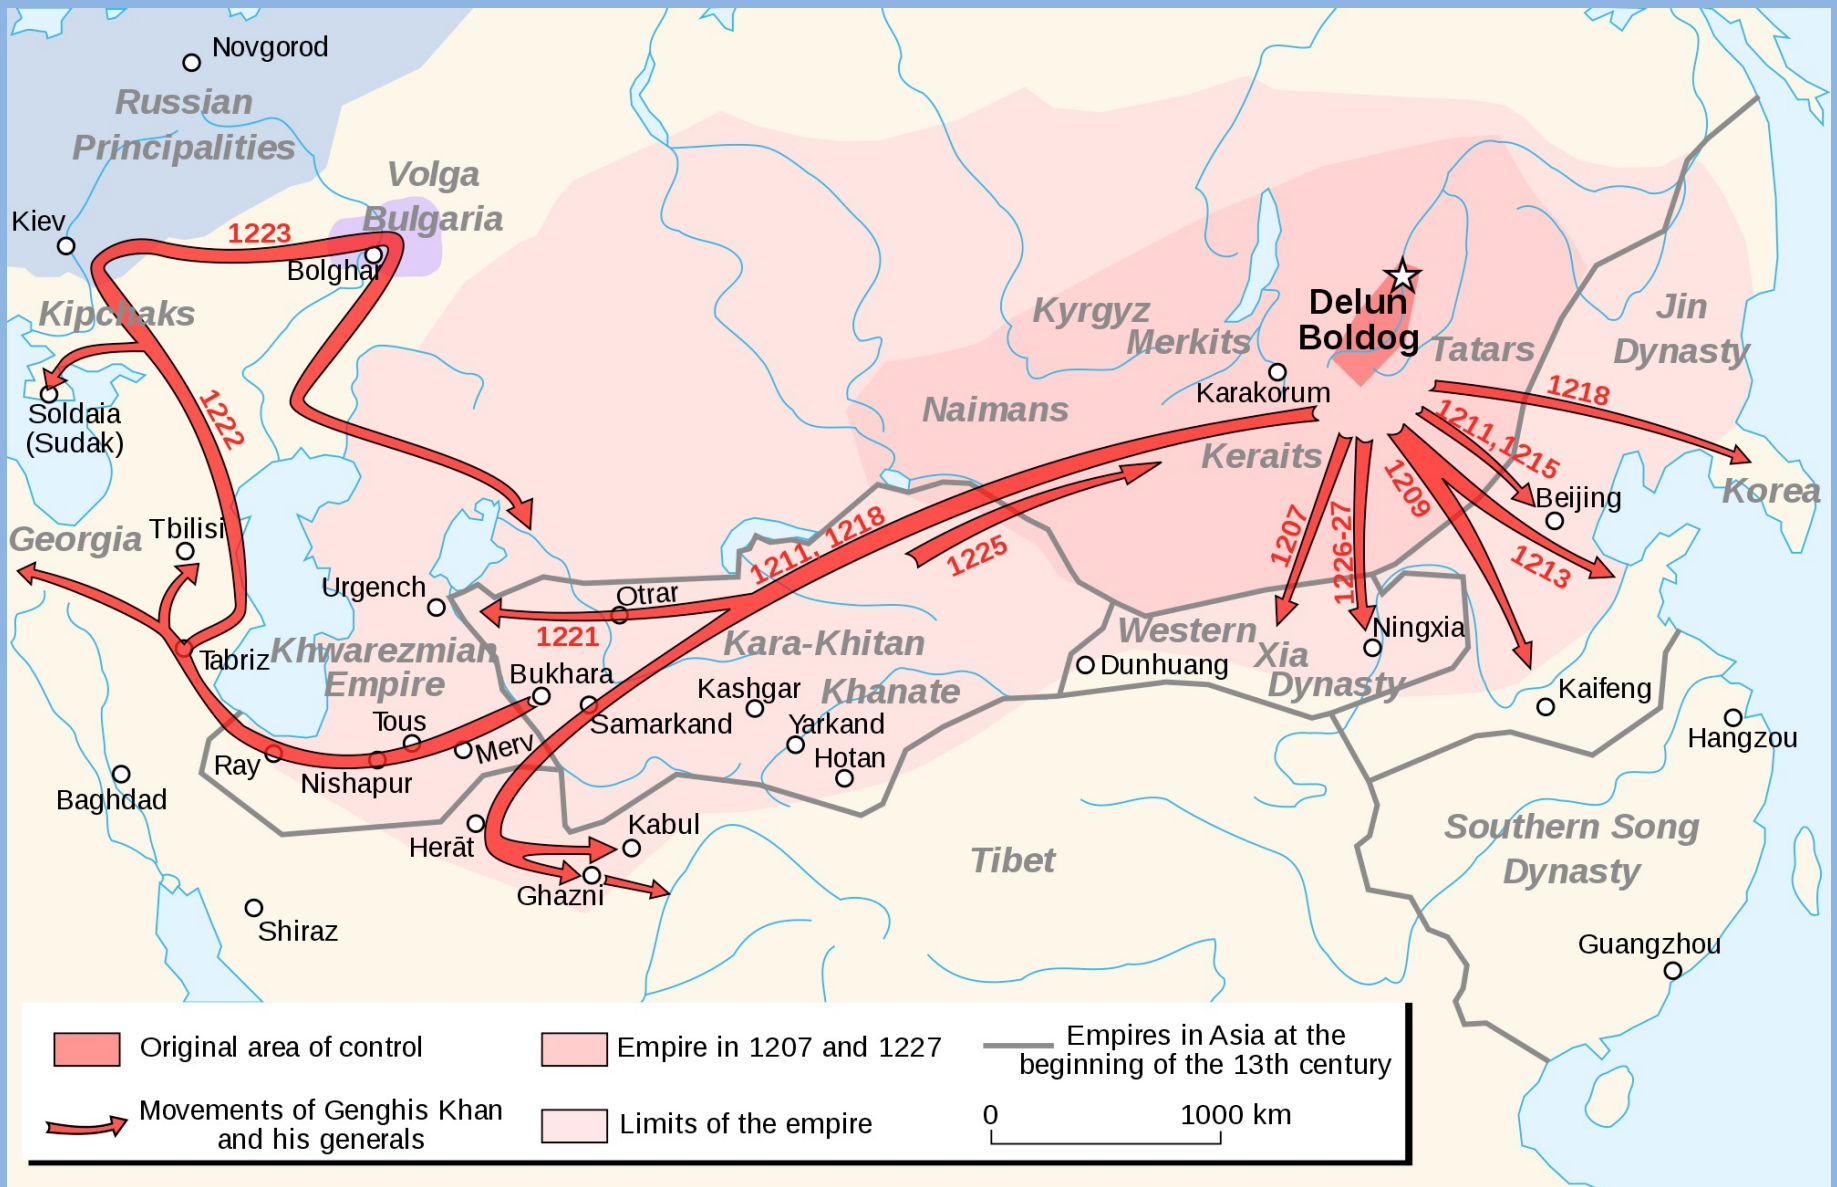 Novgorod
Russian
Principalities
Volga
Bulgaria
Kiev
1223
Bolghar
Kipchaks
Delun
Boldog
Kyrgyz
Merkits
Tatars
Jin
Dynasty
Karakorum
Naimans
Keraits
1218
1211,1215
Soldaia
(Sudak)
1222
1209
Beijing
Korea
Georgia
Tbilisi
1211, 1218
1225
1207
1226-27
1213
Urgench
Otrar
1221
Kara-Khitan
Khanate
Western
Xia
Dynasty
Ningxia
Dunhuang
Tabriz
Khwarezmian
Empire
Bukhara
Samarkand
Kashgar
Yarkand
Hotan
Kaifeng
Hangzou
Tous
Merv
Ray
Nishapur
Baghdad
Herāt
Kabul
Ghazni
Tibet
Southern Song
Dynasty
Shiraz
Guangzhou
Original area of control
Movements of Genghis Khan
and his generals
Empire in 1207 and 1227
Limits of the empire
Empires in Asia at the
beginning of the 13th century
0 1000 km